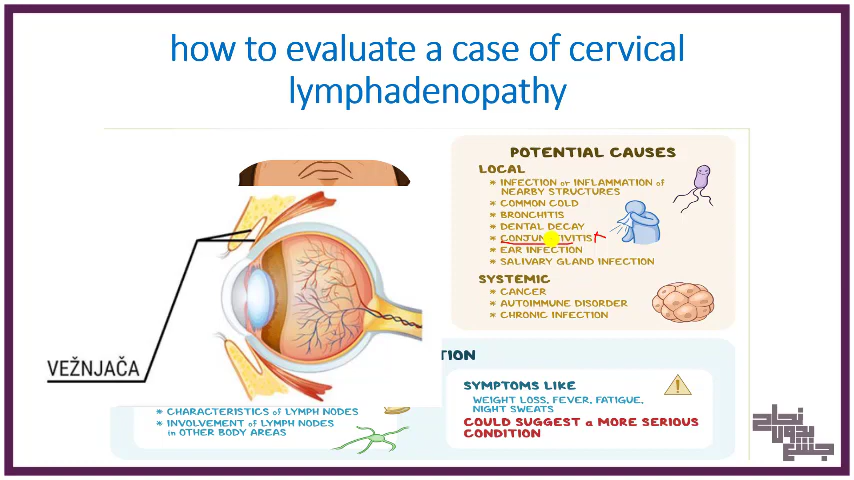 how to evaluate a case of cervical
lymphadenopathy
POTENTIAL CAUSES
LOCAL
* INFECTION or INFLAMMATION of
NEARBY STRUCTURES
* COMMON COLD
* BRONCHITIS
* DENTAL DECAY
* CONJUNCTIVITIS
* EAR INFECTION
* SALIVARY GLAND INFECTION
SYSTEMIC
* CANCER
* AUTOIMMUNE DISORDER
* CHRONIC INFECTION
VEŽNJAČA
TION
* CHARACTERISTICS of LYMPH NODES
* INVOLVEMENT of LYMPH NODES
in OTHER BODY AREAS
SYMPTOMS LIKE
WEIGHT LOSS, FEVER, FATIGUE,
NIGHT SWEATS
COULD SUGGEST a MORE SERIOUS
CONDITION